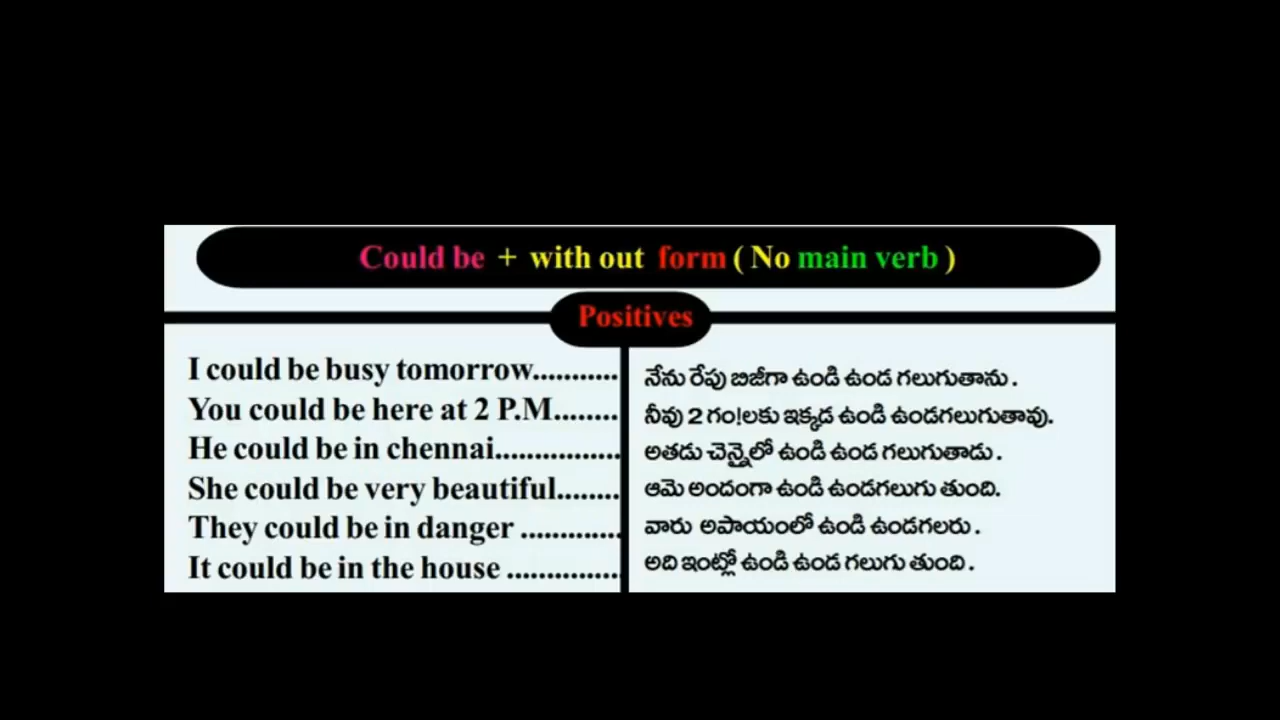 Could be + with out form ( No main verb )
Positives
I could be busy tomorrow...........
You could be here at 2 P.M........
He could be in chennai................
She could be very beautiful........
They could be in danger .............
It could be in the house ...............
నేను రేపు బిజీగా ఉండి ఉండ గలుగుతాను .
నీవు 2 గం!లకు ఇక్కడ ఉండి ఉండగలుగుతావు.
అతడు చెన్నైలో ఉండి ఉండ గలుగుతాడు .
ఆమె అందంగా ఉండి ఉండగలుగు తుంది.
వారు అపాయంలో ఉండి ఉండగలరు .
అది ఇంట్లో ఉండి ఉండ గలుగు తుంది .